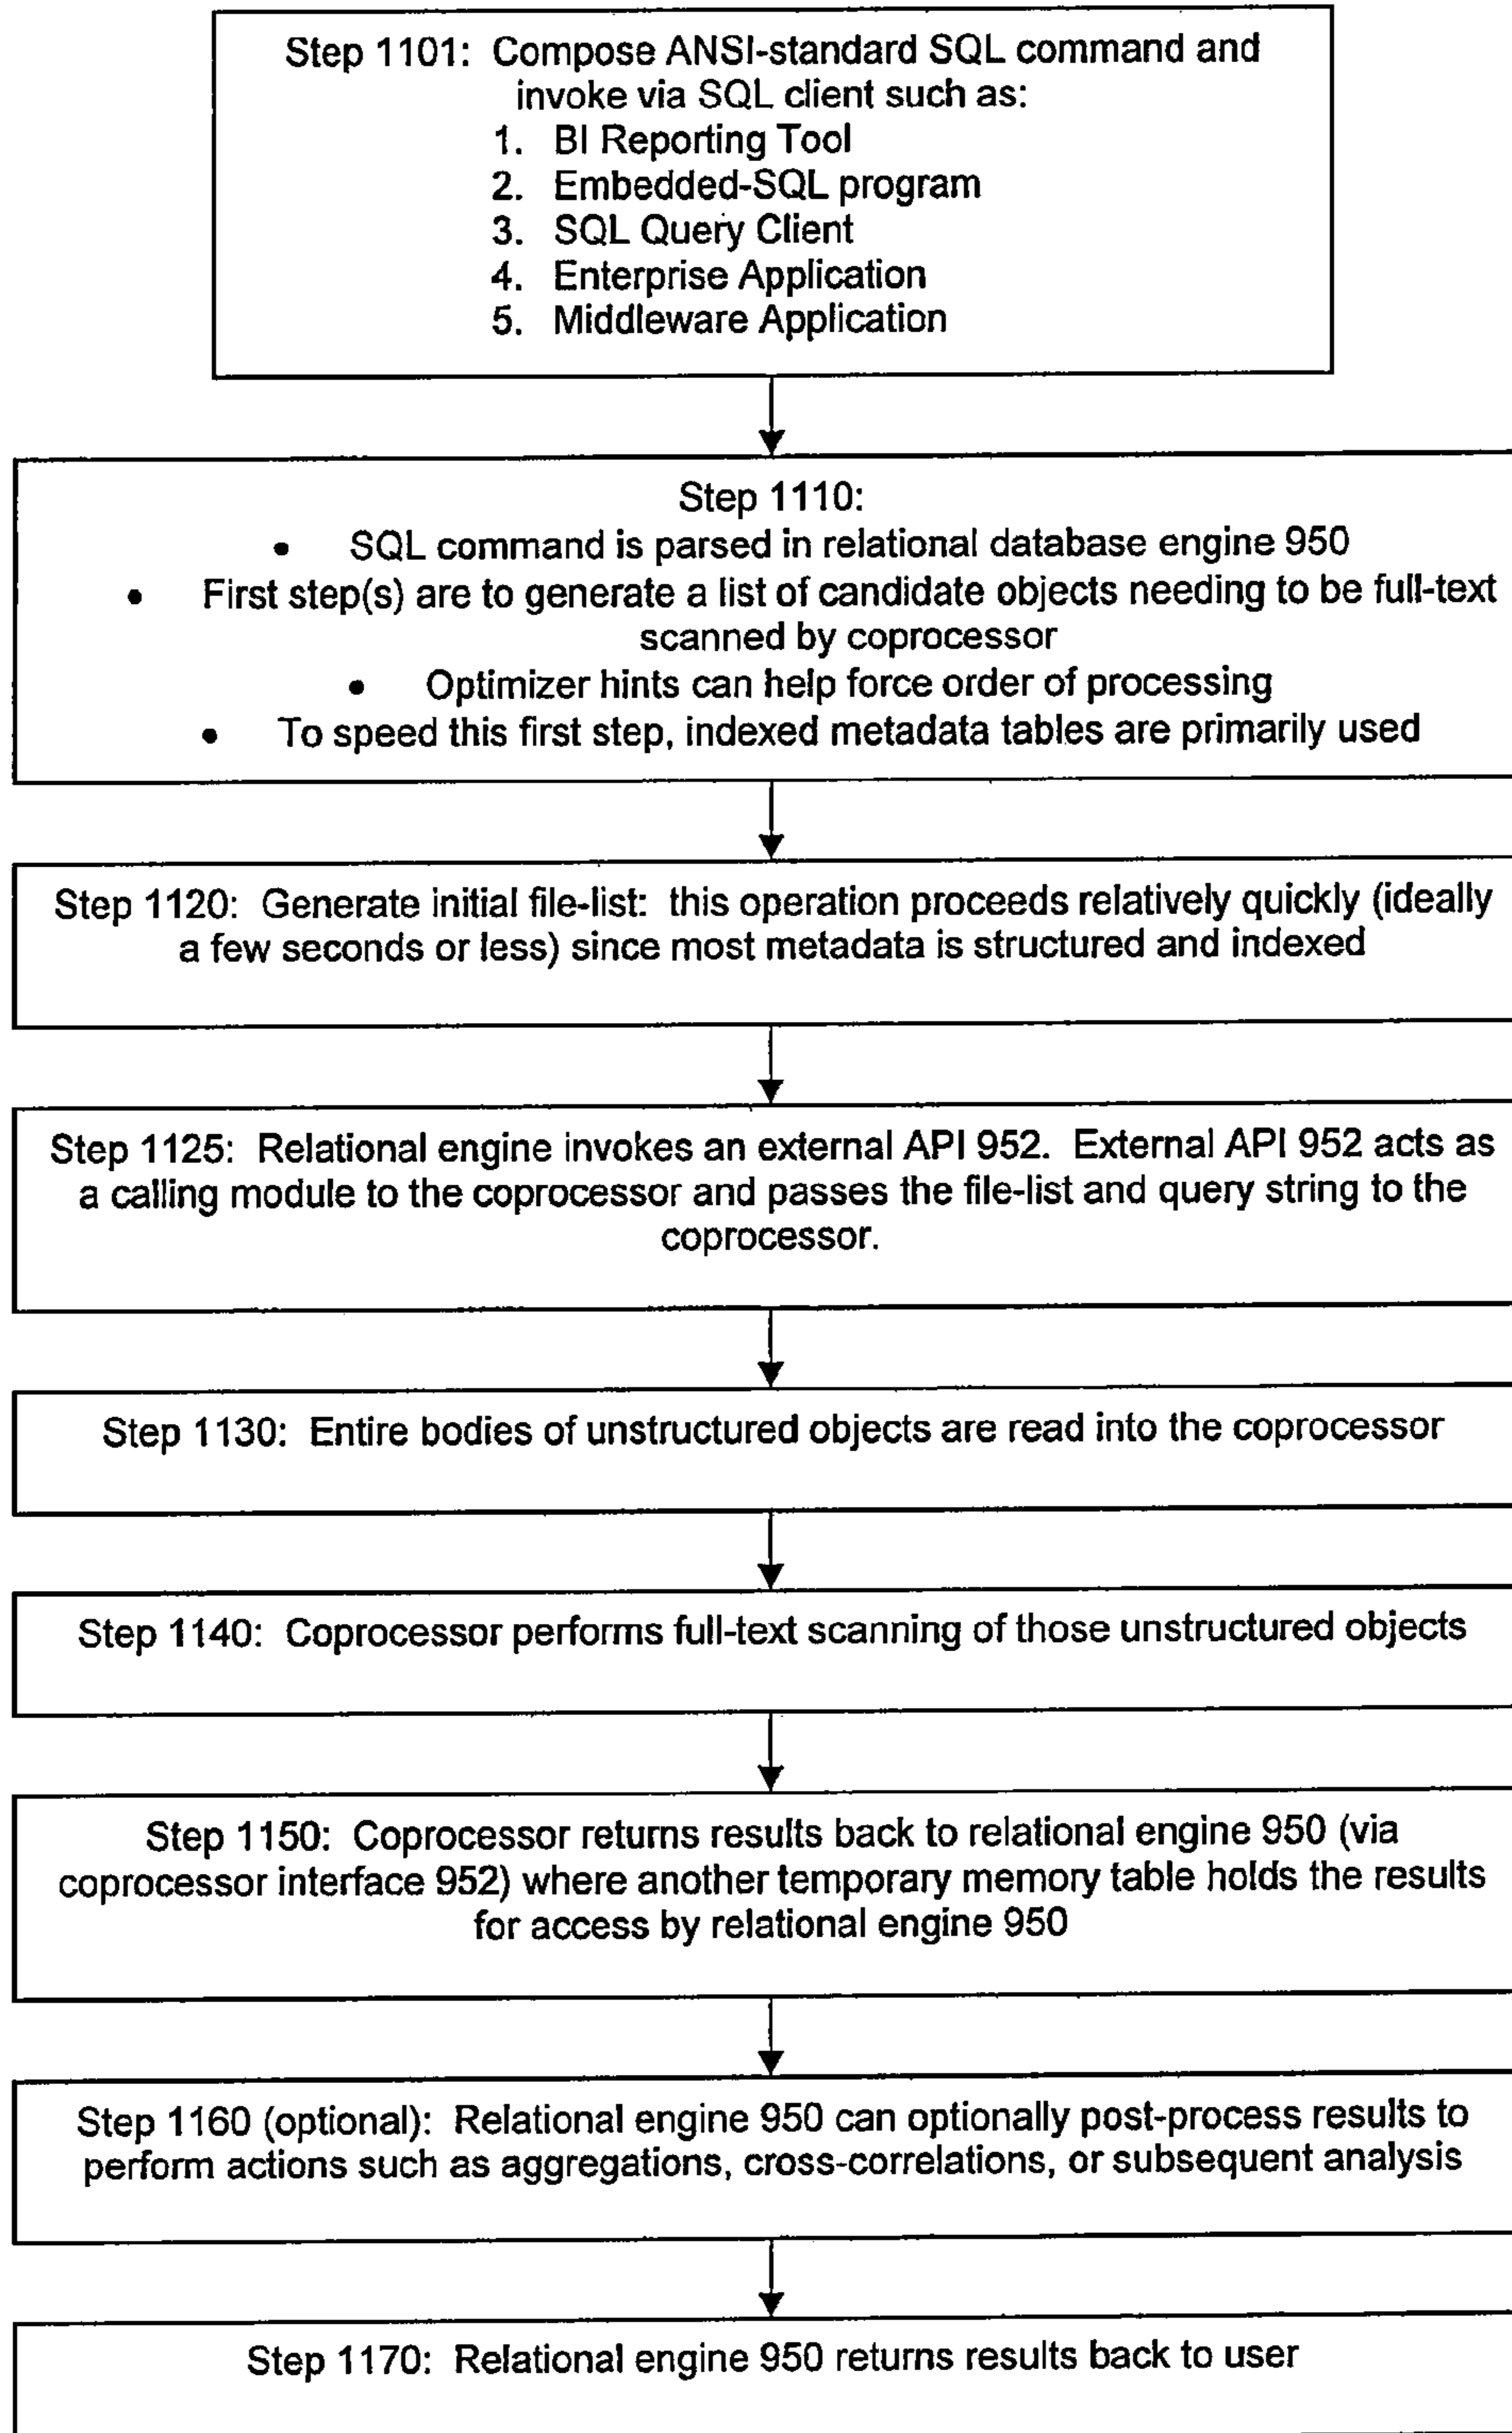 Step 1101: Compose ANSI-standard SQL command and
invoke via SQL client such as:
1. BI Reporting Tool
2. Embedded-SQL program
3. SQL Query Client
4. Enterprise Application
5. Middleware Application
Step 1110:
• SQL command is parsed in relational database engine 950
• First step(s) are to generate a list of candidate objects needing to be full-text
scanned by coprocessor
• Optimizer hints can help force order of processing
• To speed this first step, indexed metadata tables are primarily used
Step 1120: Generate initial file-list: this operation proceeds relatively quickly (ideally
a few seconds or less) since most metadata is structured and indexed
Step 1125: Relational engine invokes an external API 952. External API 952 acts as
a calling module to the coprocessor and passes the file-list and query string to the
coprocessor.
Step 1130: Entire bodies of unstructured objects are read into the coprocessor
Step 1140: Coprocessor performs full-text scanning of those unstructured objects
Step 1150: Coprocessor returns results back to relational engine 950 (via
coprocessor interface 952) where another temporary memory table holds the results
for access by relational engine 950
Step 1160 (optional): Relational engine 950 can optionally post-process results to
perform actions such as aggregations, cross-correlations, or subsequent analysis
Step 1170: Relational engine 950 returns results back to user